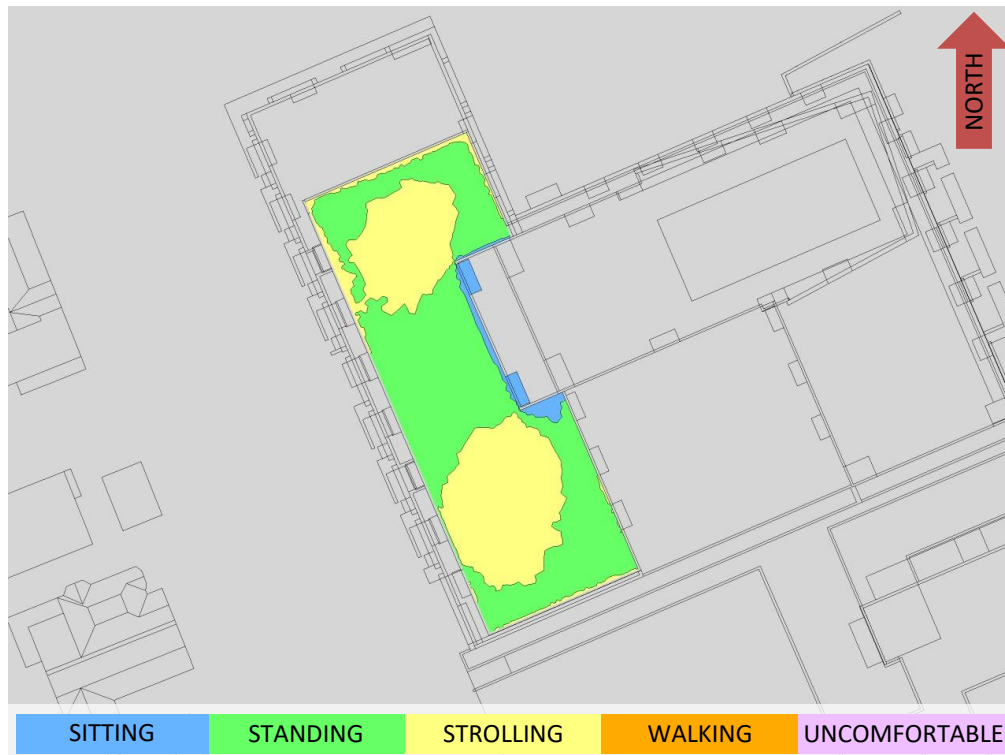 NORTH
SITTING
STANDING
STROLLING
WALKING
UNCOMFORTABLE